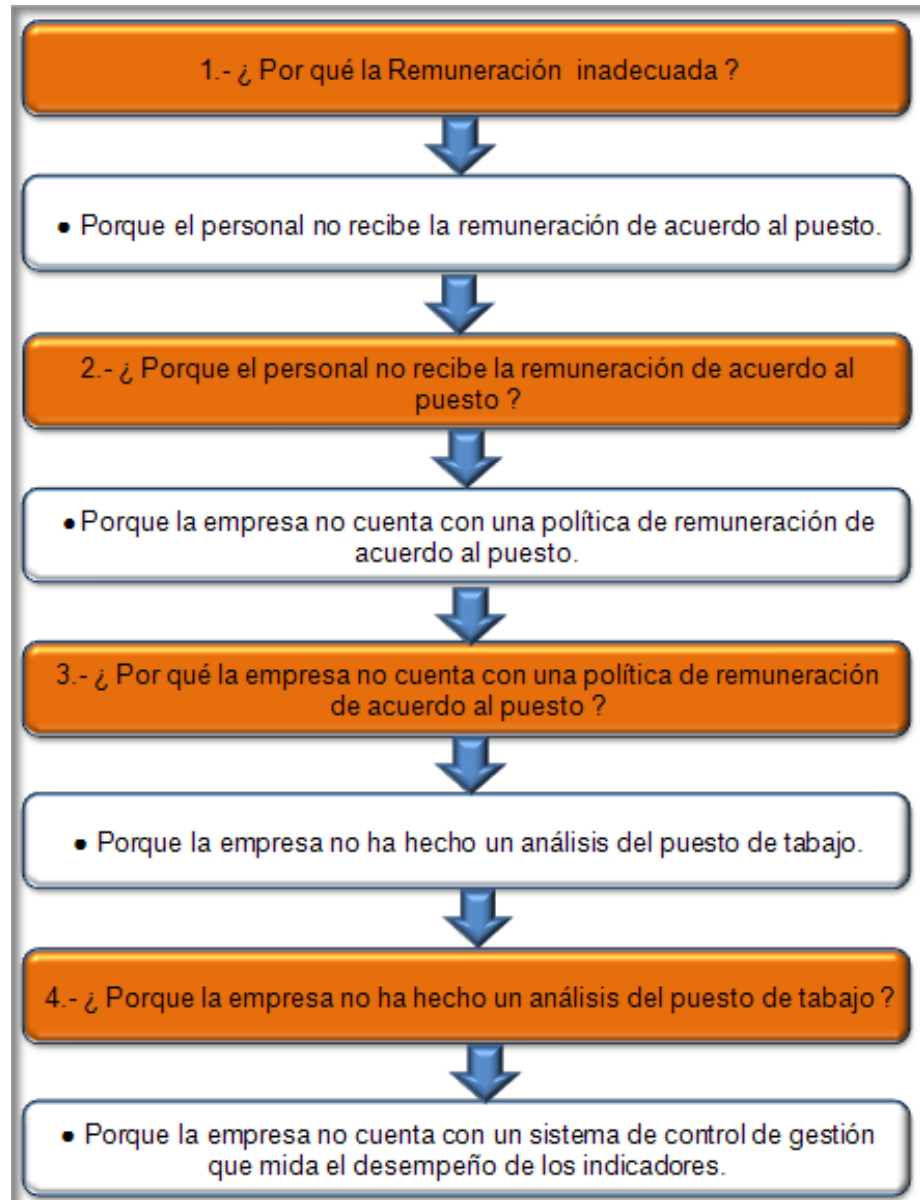 1.- ¿ Por qué la Remuneración inadecuada ?
● Porque el personal no recibe la remuneración de acuerdo al puesto.
2.- ¿ Porque el personal no recibe la remuneración de acuerdo al
puesto ?
● Porque la empresa no cuenta con una política de remuneración de
acuerdo al puesto.
3.- ¿ Por qué la empresa no cuenta con una política de remuneración
de acuerdo al puesto ?
● Porque la empresa no ha hecho un análisis del puesto de tabajo.
4.- ¿ Porque la empresa no ha hecho un análisis del puesto de tabajo ?
● Porque la empresa no cuenta con un sistema de control de gestión
que mida el desempeño de los indicadores.